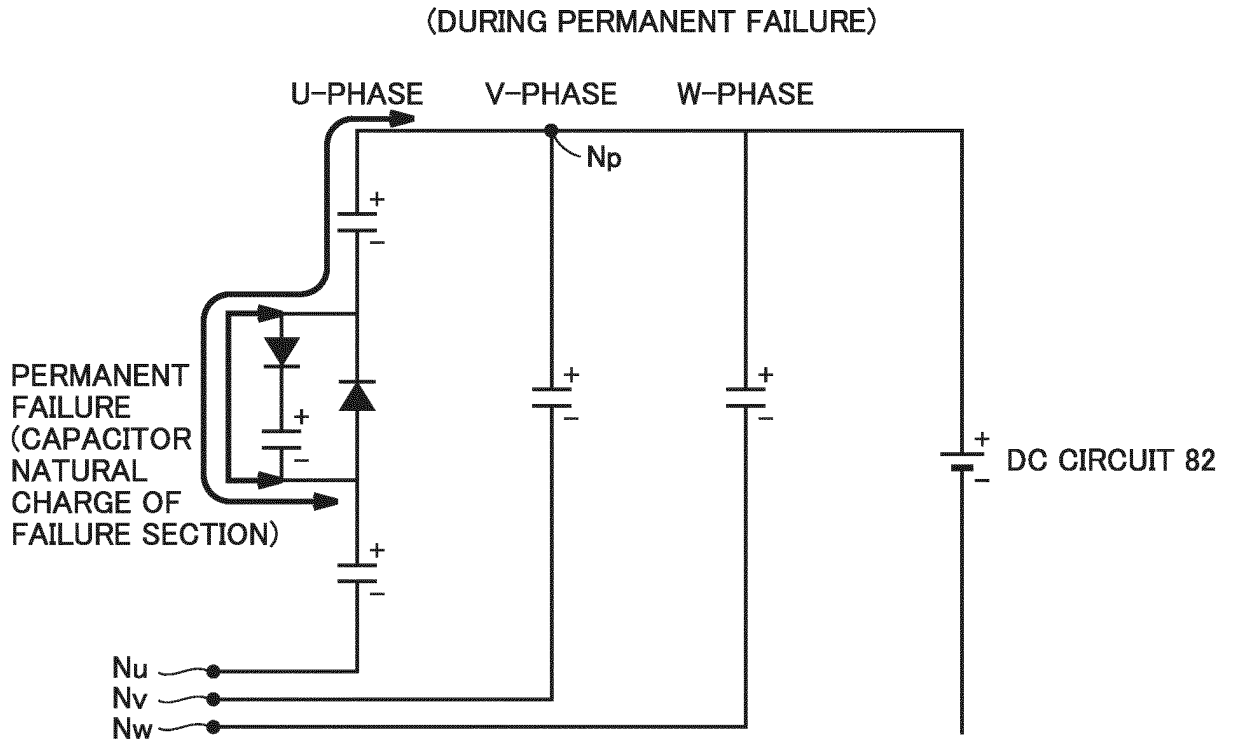 (DURING PERMANENT FAILURE)
U-PHASE
V-PHASE
W-PHASE
Np
+
−
+
−
+
−
+
−
+
−
+
−
PERMANENT
FAILURE
(CAPACITOR
NATURAL
CHARGE OF
FAILURE SECTION)
DC CIRCUIT 82
Nu
Nv
Nw